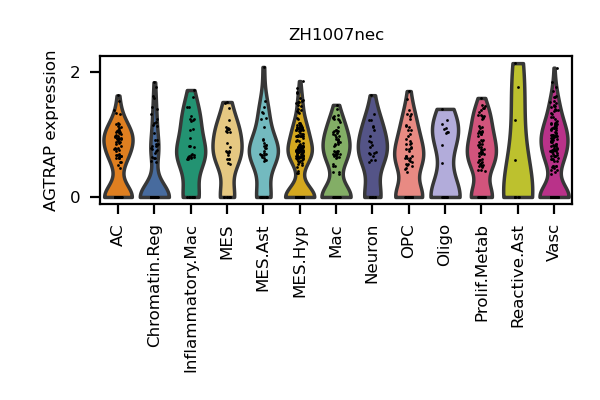 ZH1007nec
AGTRAP expression
2
0
AC
Chromatin.Reg
Inflammatory.Mac
MES
MES.Ast
MES.Hyp
Mac
Neuron
OPC
Oligo
Prolif.Metab
Reactive.Ast
Vasc